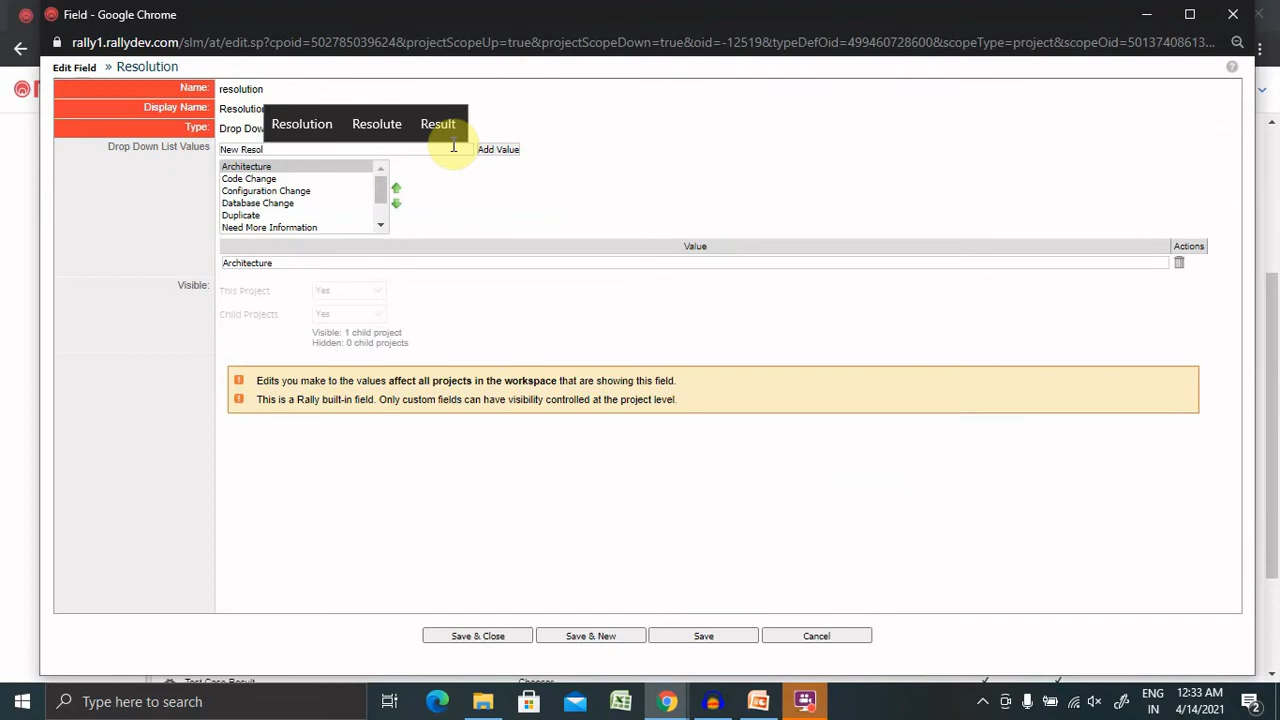 Field - Google Chrome
rally1.rallydev.com/slm/at/edit.sp?cpoid=502785039624&projectScopeUp=true&projectScopeDown=true&oid=-12519&typeDefOid=499460728600&scopeType=project&scopeOid=50137408613...
Edit Field » Resolution
Name: resolution
Display Name: Resolution
Resolution Resolute Result
Type: Drop Dow
Drop Down List Values
New Resol Add Value
Architecture
Code Change
Configuration Change
Database Change
Duplicate
Need More Information
Value Actions
Architecture
Visible:
This Project Yes
Child Projects Yes
Visible: 1 child project
Hidden: 0 child projects
Edits you make to the values affect all projects in the workspace that are showing this field.
This is a Rally built-in field. Only custom fields can have visibility controlled at the project level.
Save & Close Save & New Save Cancel
Type here to search
ENG
IN
12:33 AM
4/14/2021
2